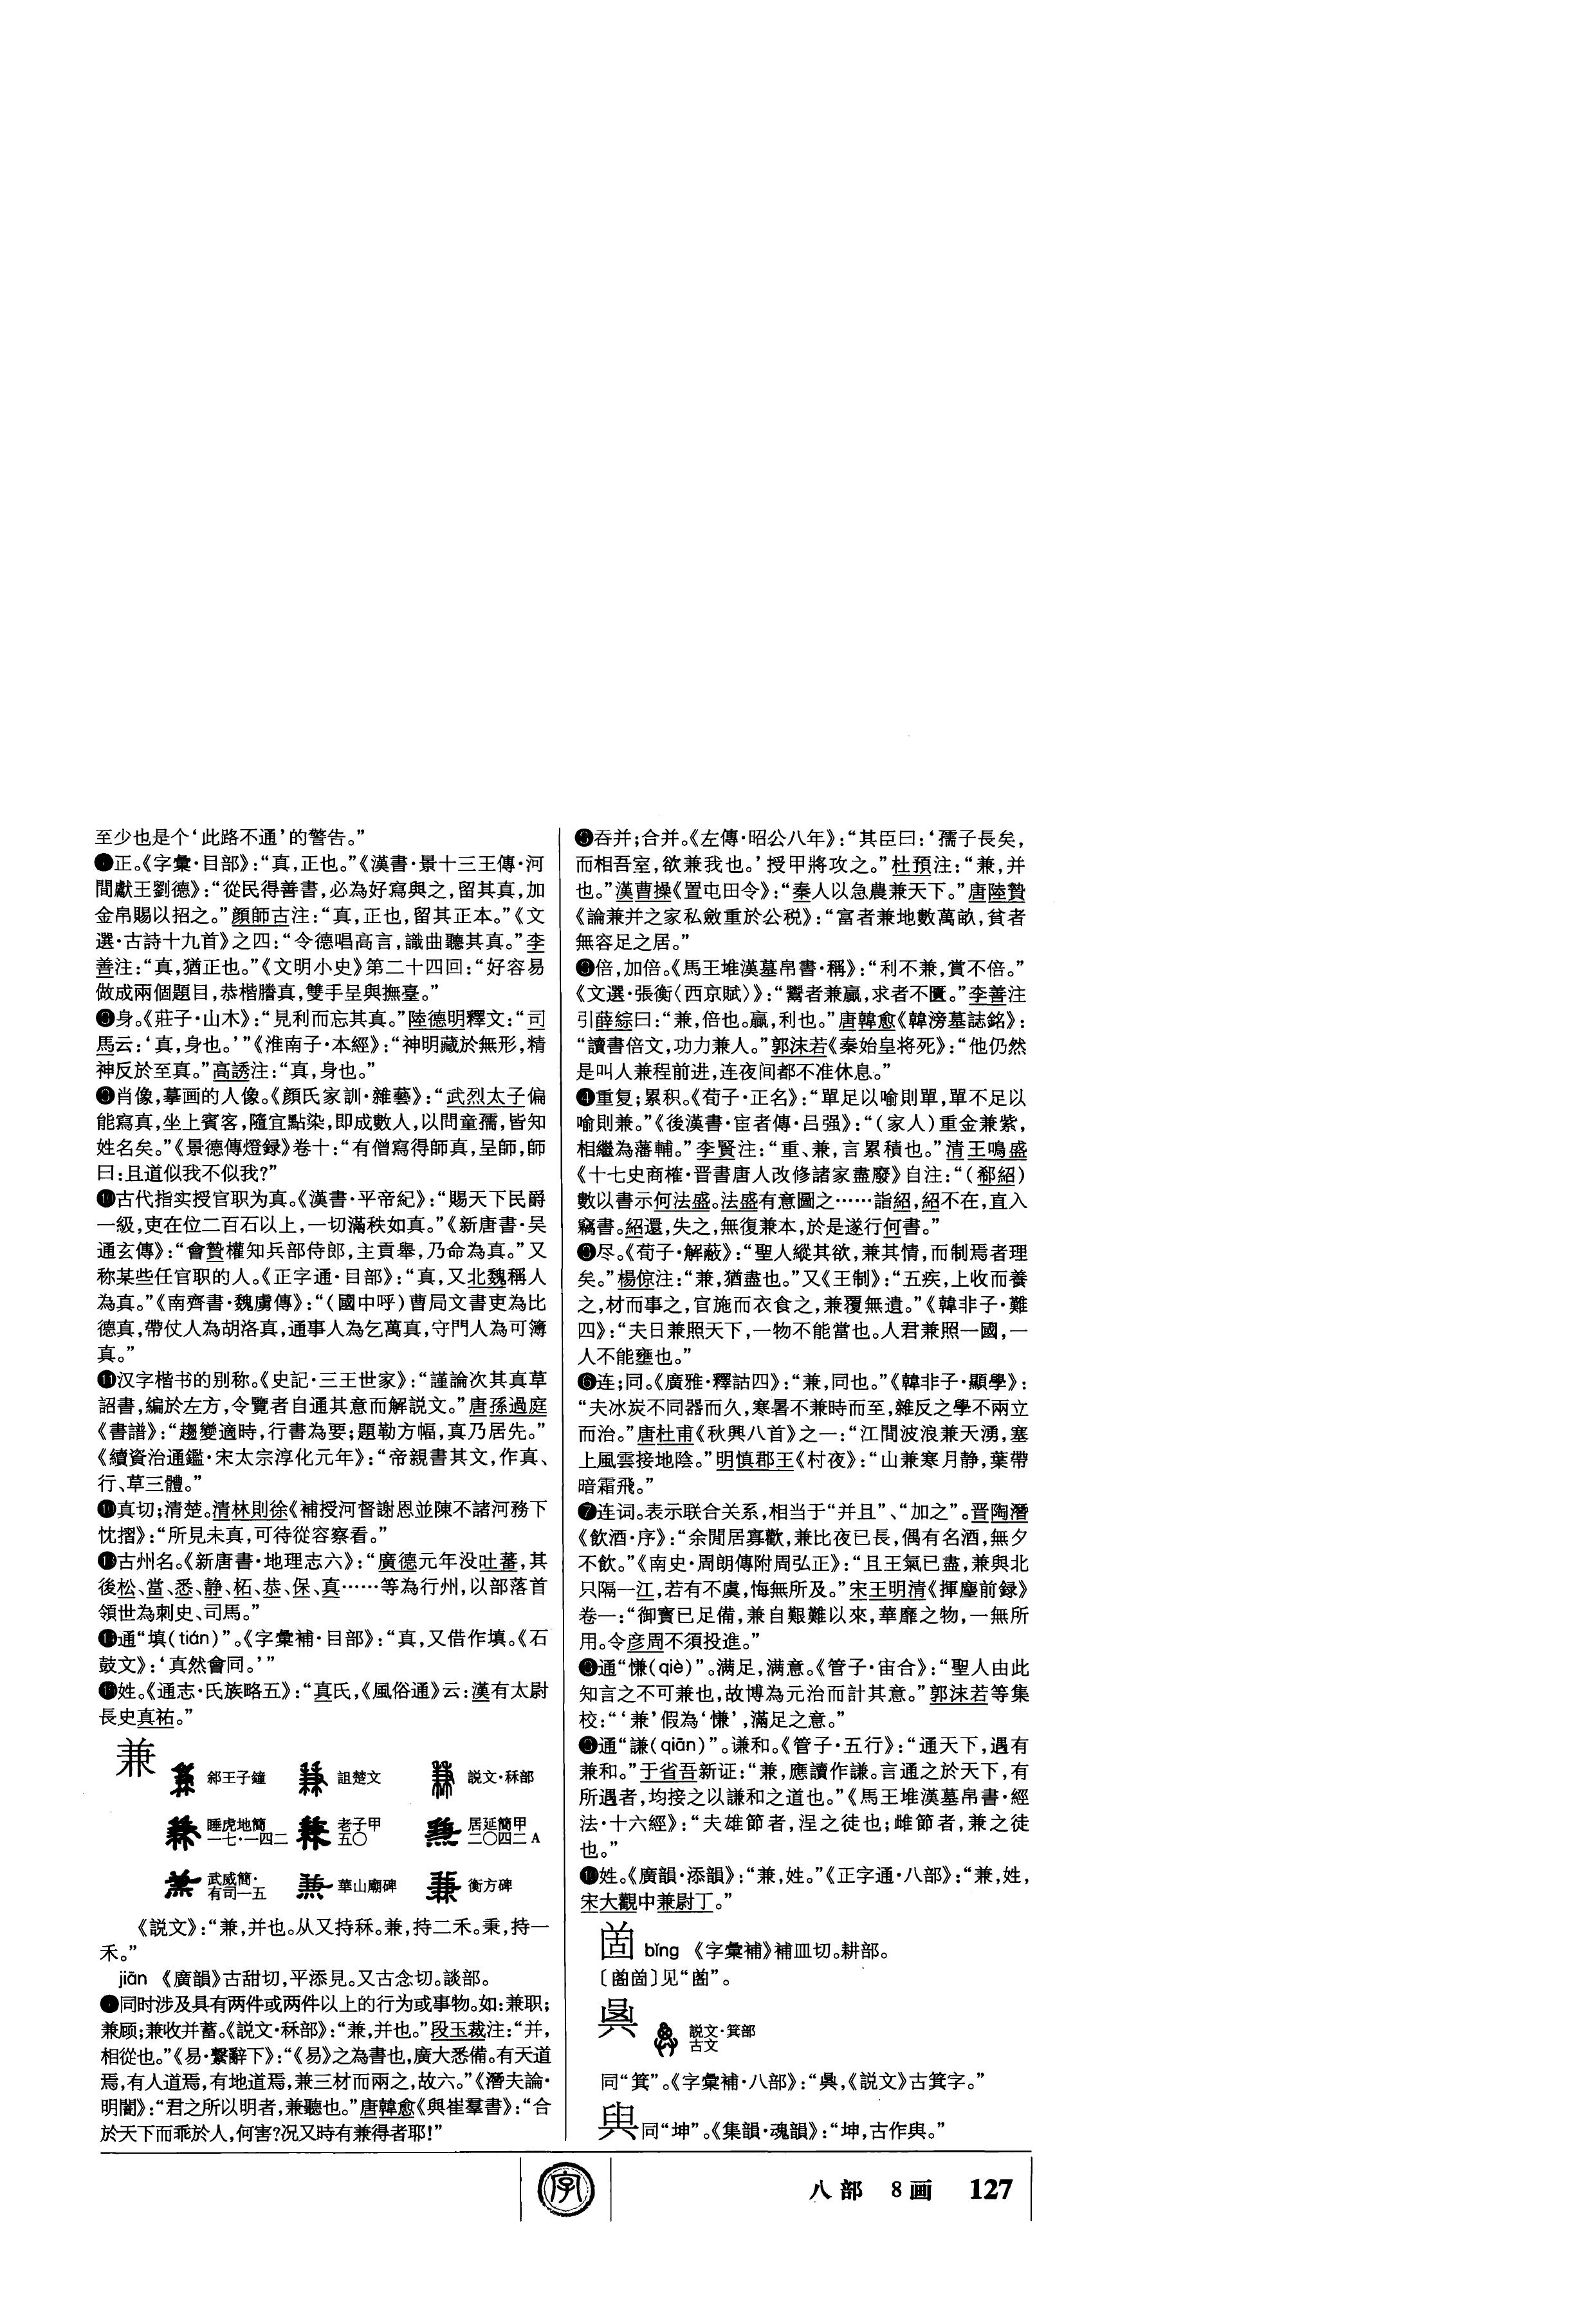 至少也是个‘此路不通’的警告。”
❼正。《字彙·目部》：“真，正也。”《漢書·景十三王傳·河
間獻王劉德》：“從民得善書，必為好寫與之，留其真，加
金帛賜以招之。”顔師古注：“真，正也，留其正本。”《文
選·古詩十九首》之四：“令德唱高言，識曲聽其真。”李
善注：“真，猶正也。”《文明小史》第二十四回：“好容易
做成兩個題目，恭楷謄真，雙手呈與撫臺。”
❽身。《莊子·山木》：“見利而忘其真。”陸德明釋文：“司
馬云：‘真，身也。’”《淮南子·本經》：“神明藏於無形，精
神反於至真。”高誘注：“真，身也。”
❾肖像，摹画的人像。《顔氏家訓·雜藝》：“武烈太子偏
能寫真，坐上賓客，隨宜點染，即成數人，以問童孺，皆知
姓名矣。”《景德傳燈録》卷十：“有僧寫得師真，呈師，師
曰：且道似我不似我？”
❿古代指实授官职为真。《漢書·平帝紀》：“賜天下民爵
一級，吏在位二百石以上，一切滿秩如真。”《新唐書·吴
通玄傳》：“會贄權知兵部侍郎，主貢舉，乃命為真。”又
称某些任官职的人。《正字通·目部》：“真，又北魏稱人
為真。”《南齊書·魏虜傳》：“（國中呼）曹局文書吏為比
德真，帶仗人為胡洛真，通事人為乞萬真，守門人為可薄
真。”
⓫汉字楷书的别称。《史記·三王世家》：“謹論次其真草
詔書，編於左方，令覽者自通其意而解説文。”唐孫過庭
《書譜》：“趨變適時，行書為要；題勒方幅，真乃居先。”
《續資治通鑑·宋太宗淳化元年》：“帝親書其文，作真、
行、草三體。”
⓬真切；清楚。清林則徐《補授河督謝恩並陳不諸河務下
忱摺》：“所見未真，可待從容察看。”
⓭古州名。《新唐書·地理志六》：“廣德元年没吐蕃，其
後松、當、悉、静、柘、恭、保、真……等為行州，以部落首
領世為刺史、司馬。”
⓮通“填（tián）”。《字彙補·目部》：“真，又借作填。《石
鼓文》：‘真然會同。’”
⓯姓。《通志·氏族略五》：“真氏，《風俗通》云：漢有太尉
長史真祐。”
兼
䣄王子鐘　詛楚文　説文·秝部
睡虎地簡一七·一四二　老子甲五〇　居延簡甲二〇四二 A
武威簡·有司一五　華山廟碑　衡方碑
《説文》：“兼，并也。从又持秝。兼，持二禾。秉，持一
禾。”
jiān 《廣韻》古甜切，平添見。又古念切。談部。
❶同时涉及具有两件或两件以上的行为或事物。如：兼职；
兼顾；兼收并蓄。《説文·秝部》：“兼，并也。”段玉裁注：“并，
相從也。”《易·繫辭下》：“《易》之為書也，廣大悉備。有天道
焉，有人道焉，有地道焉，兼三材而兩之，故六。”《潛夫論·
明闇》：“君之所以明者，兼聽也。”唐韓愈《與崔羣書》：“合
於天下而乖於人，何害？况又時有兼得者耶！”
❷吞并；合并。《左傳·昭公八年》：“其臣曰：‘孺子長矣，
而相吾室，欲兼我也。’授甲將攻之。”杜預注：“兼，并
也。”漢曹操《置屯田令》：“秦人以急農兼天下。”唐陸贄
《論兼并之家私斂重於公税》：“富者兼地數萬畝，貧者
無容足之居。”
❸倍，加倍。《馬王堆漢墓帛書·稱》：“利不兼，賞不倍。”
《文選·張衡〈西京賦〉》：“鬻者兼贏，求者不匱。”李善注
引薛綜曰：“兼，倍也。贏，利也。”唐韓愈《韓滂墓誌銘》：
“讀書倍文，功力兼人。”郭沫若《秦始皇将死》：“他仍然
是叫人兼程前进，连夜间都不准休息。”
❹重复；累积。《荀子·正名》：“單足以喻則單，單不足以
喻則兼。”《後漢書·宦者傳·吕强》：“（家人）重金兼紫，
相繼為藩輔。”李賢注：“重、兼，言累積也。”清王鳴盛
《十七史商榷·晋書唐人改修諸家盡廢》自注：“（郗紹）
數以書示何法盛。法盛有意圖之……詣紹，紹不在，直入
竊書。紹還，失之，無復兼本，於是遂行何書。”
❺尽。《荀子·解蔽》：“聖人縱其欲，兼其情，而制焉者理
矣。”楊倞注：“兼，猶盡也。”又《王制》：“五疾，上收而養
之，材而事之，官施而衣食之，兼覆無遺。”《韓非子·難
四》：“夫日兼照天下，一物不能當也。人君兼照一國，一
人不能壅也。”
❻连；同。《廣雅·釋詁四》：“兼，同也。”《韓非子·顯學》：
“夫冰炭不同器而久，寒暑不兼時而至，雜反之學不兩立
而治。”唐杜甫《秋興八首》之一：“江間波浪兼天湧，塞
上風雲接地陰。”明慎郡王《村夜》：“山兼寒月静，葉帶
暗霜飛。”
❼连词。表示联合关系，相当于“并且”、“加之”。晋陶潛
《飲酒·序》：“余閒居寡歡，兼比夜已長，偶有名酒，無夕
不飲。”《南史·周朗傳附周弘正》：“且王氣已盡，兼與北
只隔一江，若有不虞，悔無所及。”宋王明清《揮麈前録》
卷一：“御寶已足備，兼自艱難以來，華靡之物，一無所
用。令彦周不須投進。”
❽通“慊（qiè）”。满足，满意。《管子·宙合》：“聖人由此
知言之不可兼也，故博為元治而計其意。”郭沫若等集
校：“‘兼’假為‘慊’，滿足之意。”
❾通“謙（qiān）”。谦和。《管子·五行》：“通天下，遇有
兼和。”于省吾新证：“兼，應讀作謙。言通之於天下，有
所遇者，均接之以謙和之道也。”《馬王堆漢墓帛書·經
法·十六經》：“夫雄節者，浧之徒也；雌節者，兼之徒
也。”
❿姓。《廣韻·添韻》：“兼，姓。”《正字通·八部》：“兼，姓，
宋大觀中兼尉丁。”
bǐng 《字彙補》補皿切。耕部。
説文·箕部古文
同“箕”。《字彙補·八部》：“㠱，《説文》古箕字。”
同“坤”。《集韻·魂韻》：“坤，古作㒷。”
字
八部　8画　127